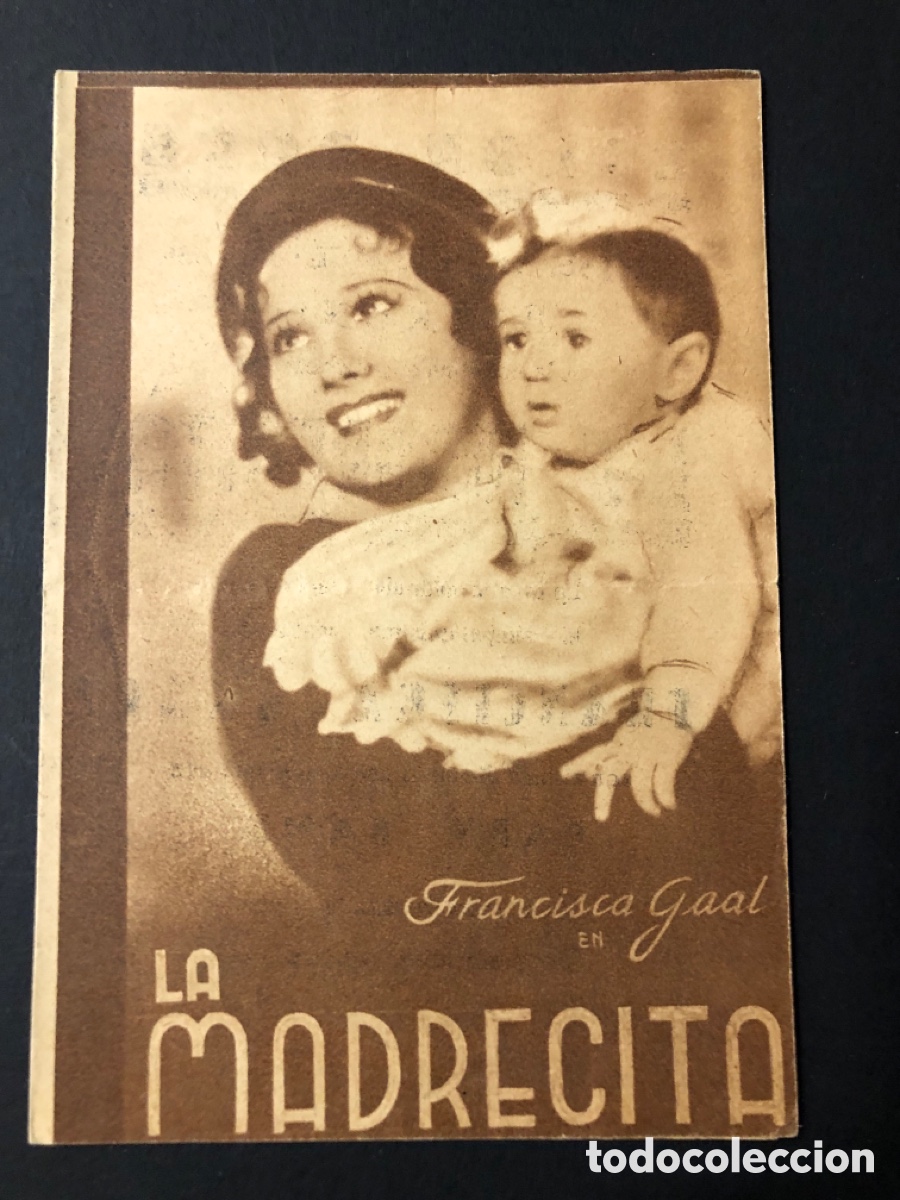 Francisca Gaal
EN
LA
MADRECITA
todocoleccion